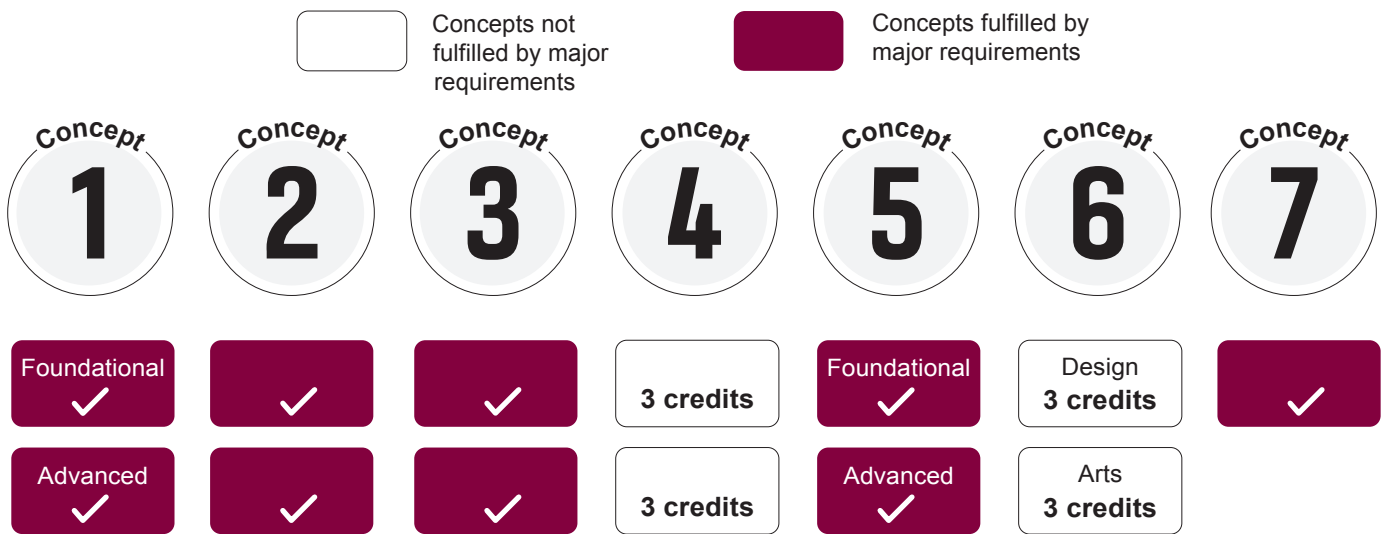 Concepts not
fulfilled by major
requirements
Concepts fulfilled by
major requirements
Concept
1
Concept
2
Concept
3
Concept
4
Concept
5
Concept
6
Concept
7
Foundational
3 credits
Foundational
Design
3 credits
Advanced
3 credits
Advanced
Arts
3 credits